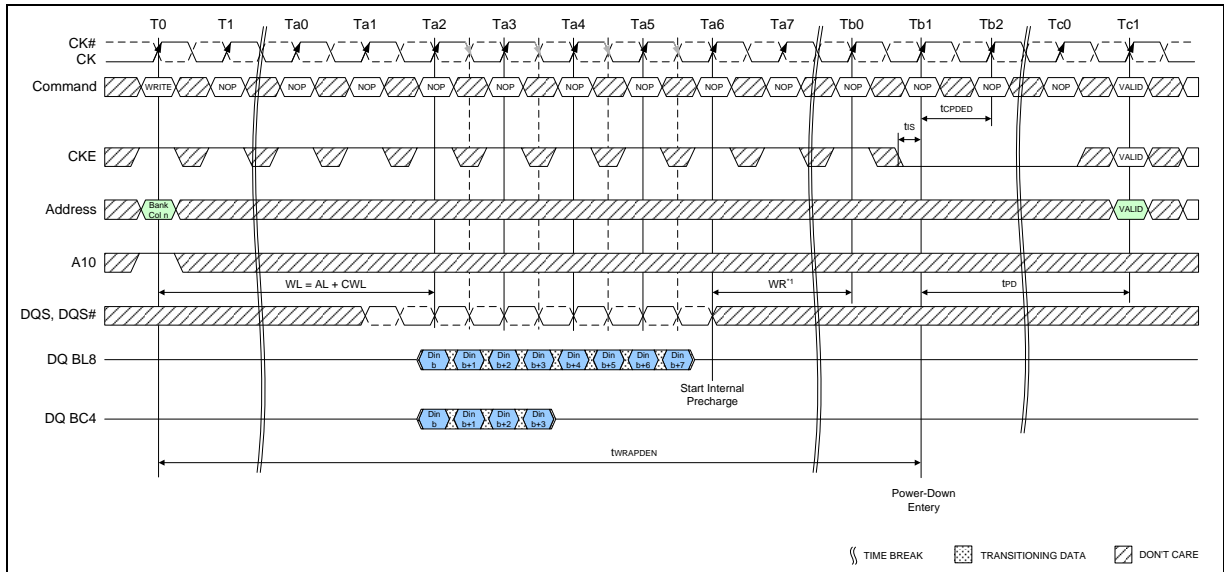 T0 T1 Ta0 Ta1 Ta2 Ta3 Ta4 Ta5 Ta6 Ta7 Tb0 Tb1 Tb2 Tc0 Tc1
CK#
CK
Command WRITE NOP NOP NOP NOP NOP NOP NOP NOP NOP NOP NOP NOP NOP VALID
tCPDED
tIS
CKE VALID
Address Bank Col n VALID
A10
WL = AL + CWL WR*1 tPD
DQS, DQS#
DQ BL8 Din b Din b+1 Din b+2 Din b+3 Din b+4 Din b+5 Din b+6 Din b+7
Start Internal
Precharge
DQ BC4 Din b Din b+1 Din b+2 Din b+3
tWRAPDEN
Power-Down
Entery
TIME BREAK TRANSITIONING DATA DON'T CARE